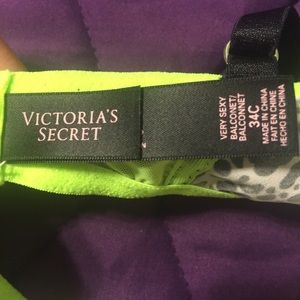 VICTORIA'S
SECRET
VERY SEXY
BALCONET/
BALCONNET
34C
MADE IN CHINA
FAIT EN CHINE
HECHO EN CHINA